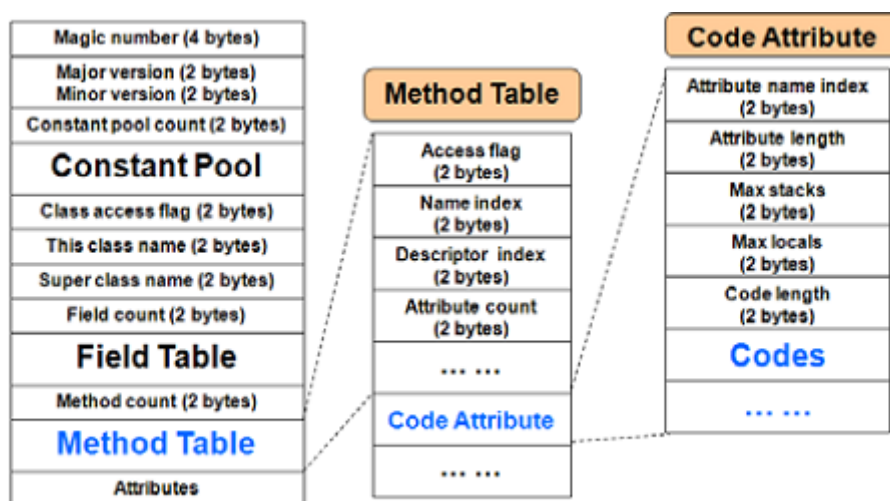 Magic number (4 bytes)
Major version (2 bytes)
Minor version (2 bytes)
Constant pool count (2 bytes)
Constant Pool
Class access flag (2 bytes)
This class name (2 bytes)
Super class name (2 bytes)
Field count (2 bytes)
Field Table
Method count (2 bytes)
Method Table
Attributes
Method Table
Access flag
(2 bytes)
Name index
(2 bytes)
Descriptor index
(2 bytes)
Attribute count
(2 bytes)
... ...
Code Attribute
... ...
Code Attribute
Attribute name index
(2 bytes)
Attribute length
(2 bytes)
Max stacks
(2 bytes)
Max locals
(2 bytes)
Code length
(2 bytes)
Codes
... ...